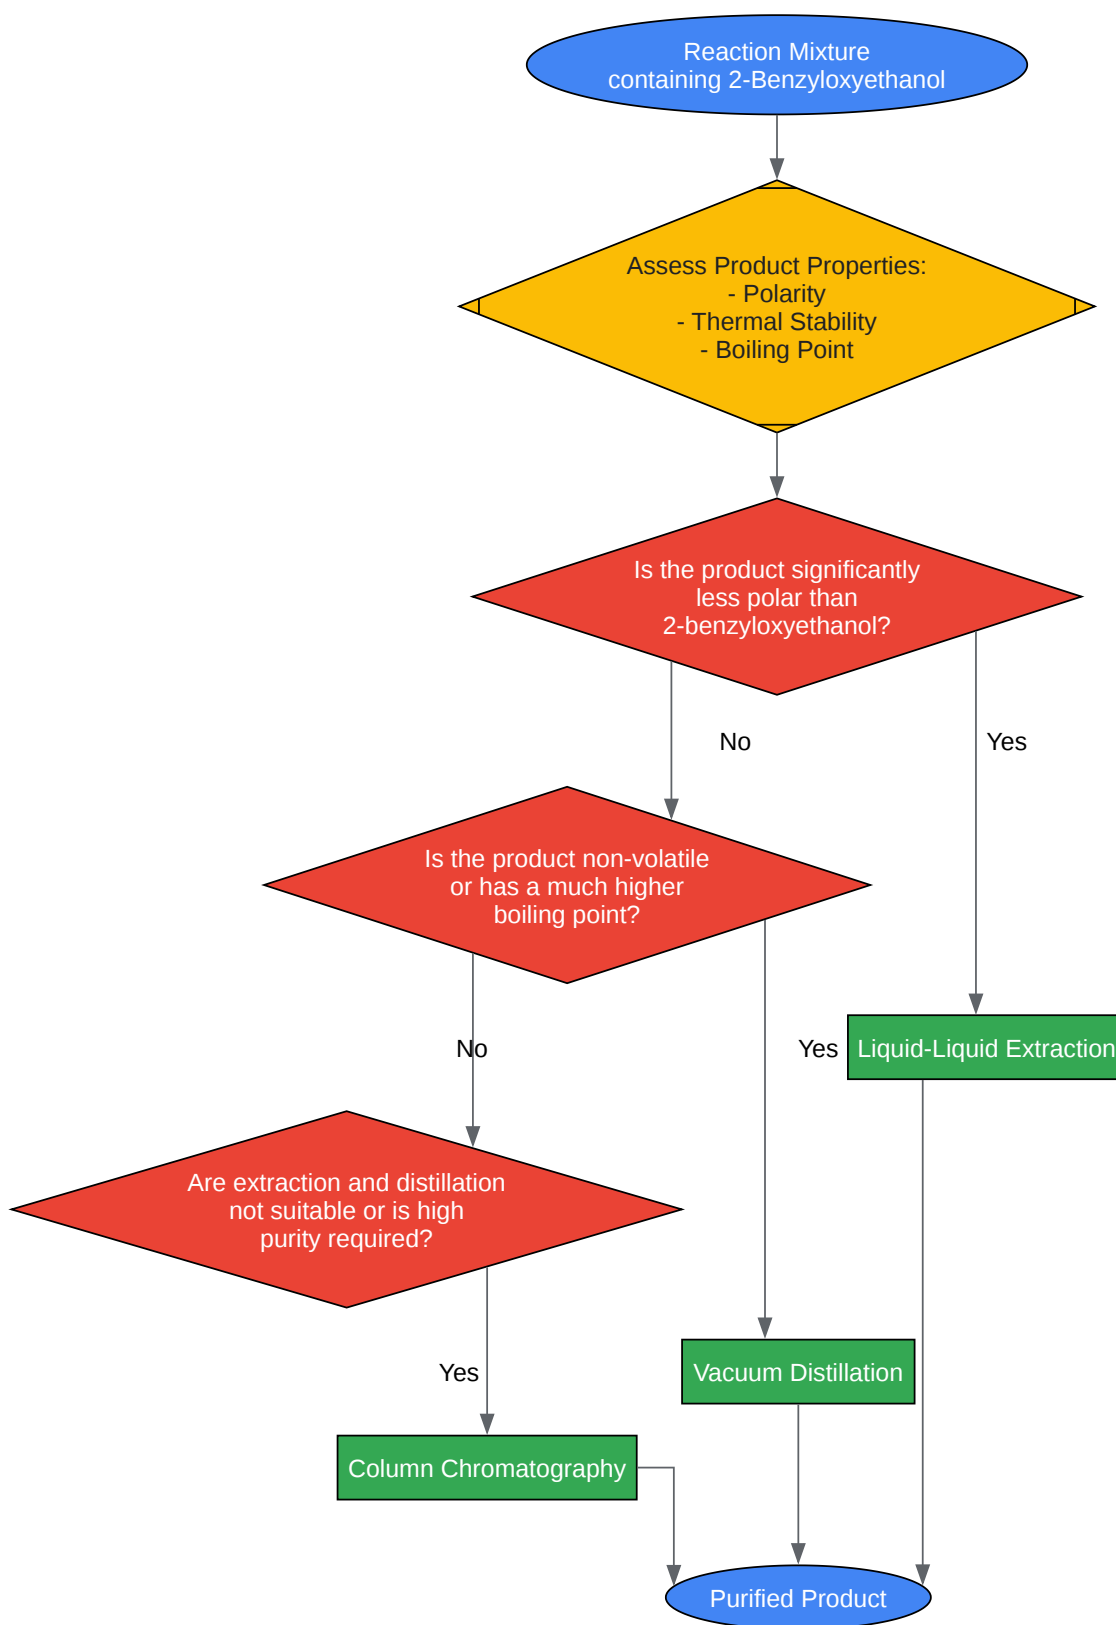 Reaction Mixture
containing 2-Benzyloxyethanol
Assess Product Properties:
- Polarity
- Thermal Stability
- Boiling Point
Is the product significantly
less polar than
2-benzyloxyethanol?
No
Yes
Is the product non-volatile
or has a much higher
boiling point?
No
Yes
Liquid-Liquid Extraction
Are extraction and distillation
not suitable or is high
purity required?
Yes
Vacuum Distillation
Column Chromatography
Purified Product